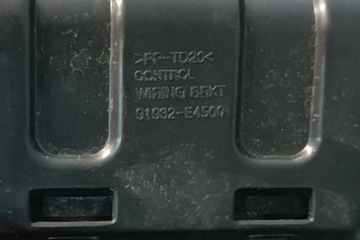 >PP-TD20<
CONTROL
WIRING BRKT
91932-E4500